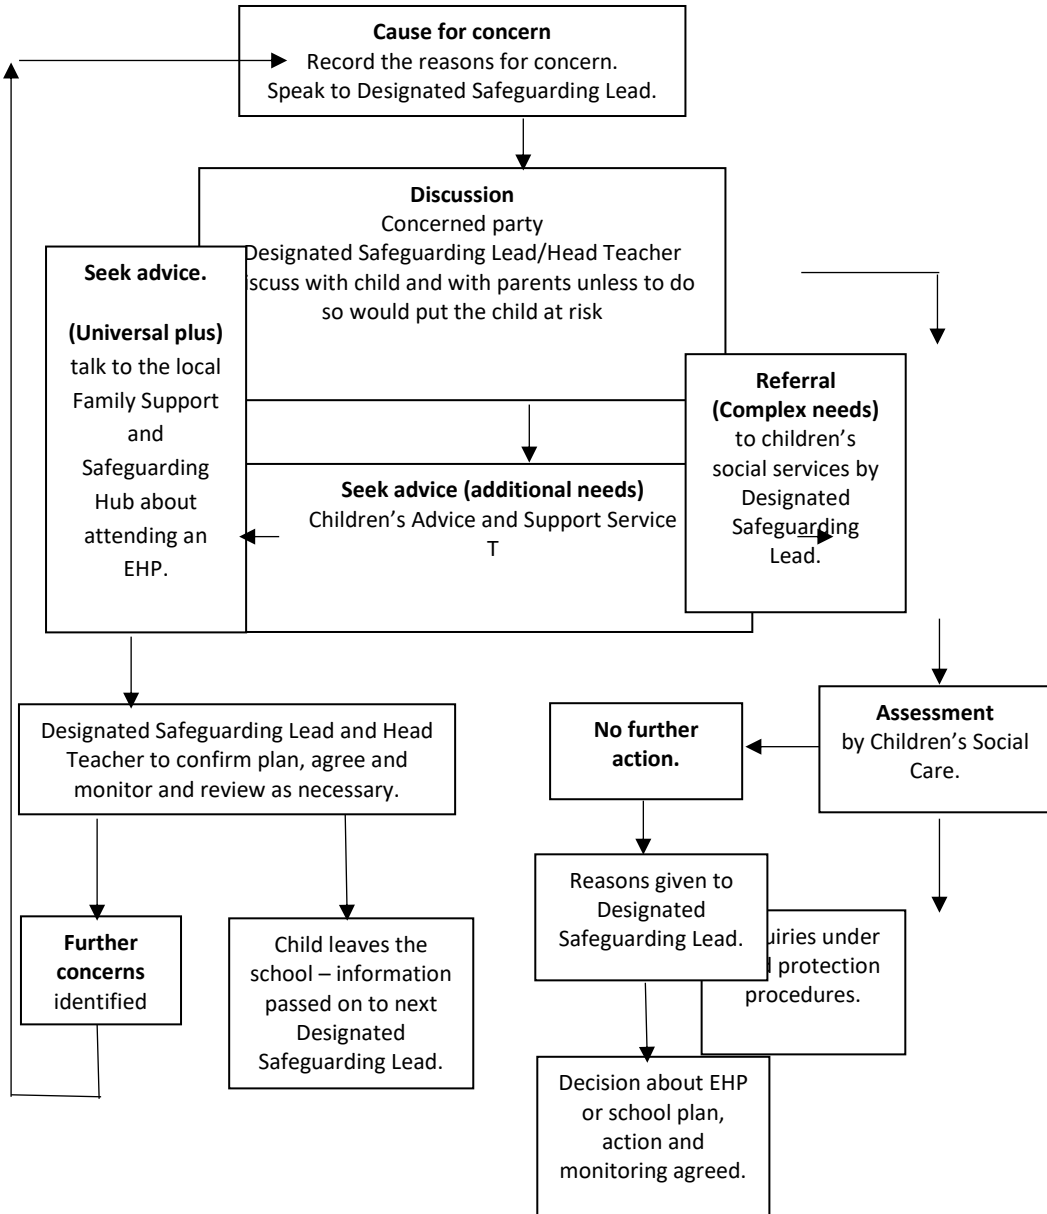 Cause for concern
Record the reasons for concern.
Speak to Designated Safeguarding Lead.
Discussion
Concerned party
Designated Safeguarding Lead/Head Teacher
iscuss with child and with parents unless to do
so would put the child at risk
Seek advice.
(Universal plus)
talk to the local
Family Support
and
Safeguarding
Hub about
attending an
EHP.
Referral
(Complex needs)
to children’s
social services by
Designated
Safeguarding
Lead.
Seek advice (additional needs)
Children’s Advice and Support Service
T
Designated Safeguarding Lead and Head
Teacher to confirm plan, agree and
monitor and review as necessary.
No further
action.
Assessment
by Children’s Social
Care.
Reasons given to
Designated
Safeguarding Lead.
uiries under
protection
procedures.
Further
concerns
identified
Child leaves the
school – information
passed on to next
Designated
Safeguarding Lead.
Decision about EHP
or school plan,
action and
monitoring agreed.